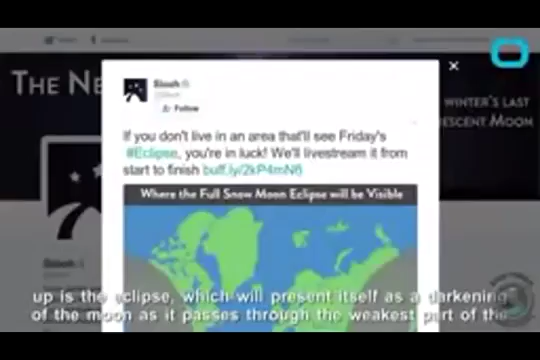 THE NE
WINTER'S LAST
ESCENT MOON
Slooh
Follow
If you don't live in an area that'll see Friday's
#Eclipse, you're in luck! We'll livestream it from
start to finish buff.ly/2kP4mN6
Where the Full Snow Moon Eclipse will be Visible
Slooh
up is the eclipse, which will present itself as a darkening
of the moon as it passes through the weakest part of the